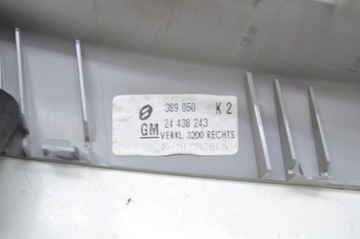 389 050 K 2
GM 24 438 243
VERKL. 3200 RECHTS